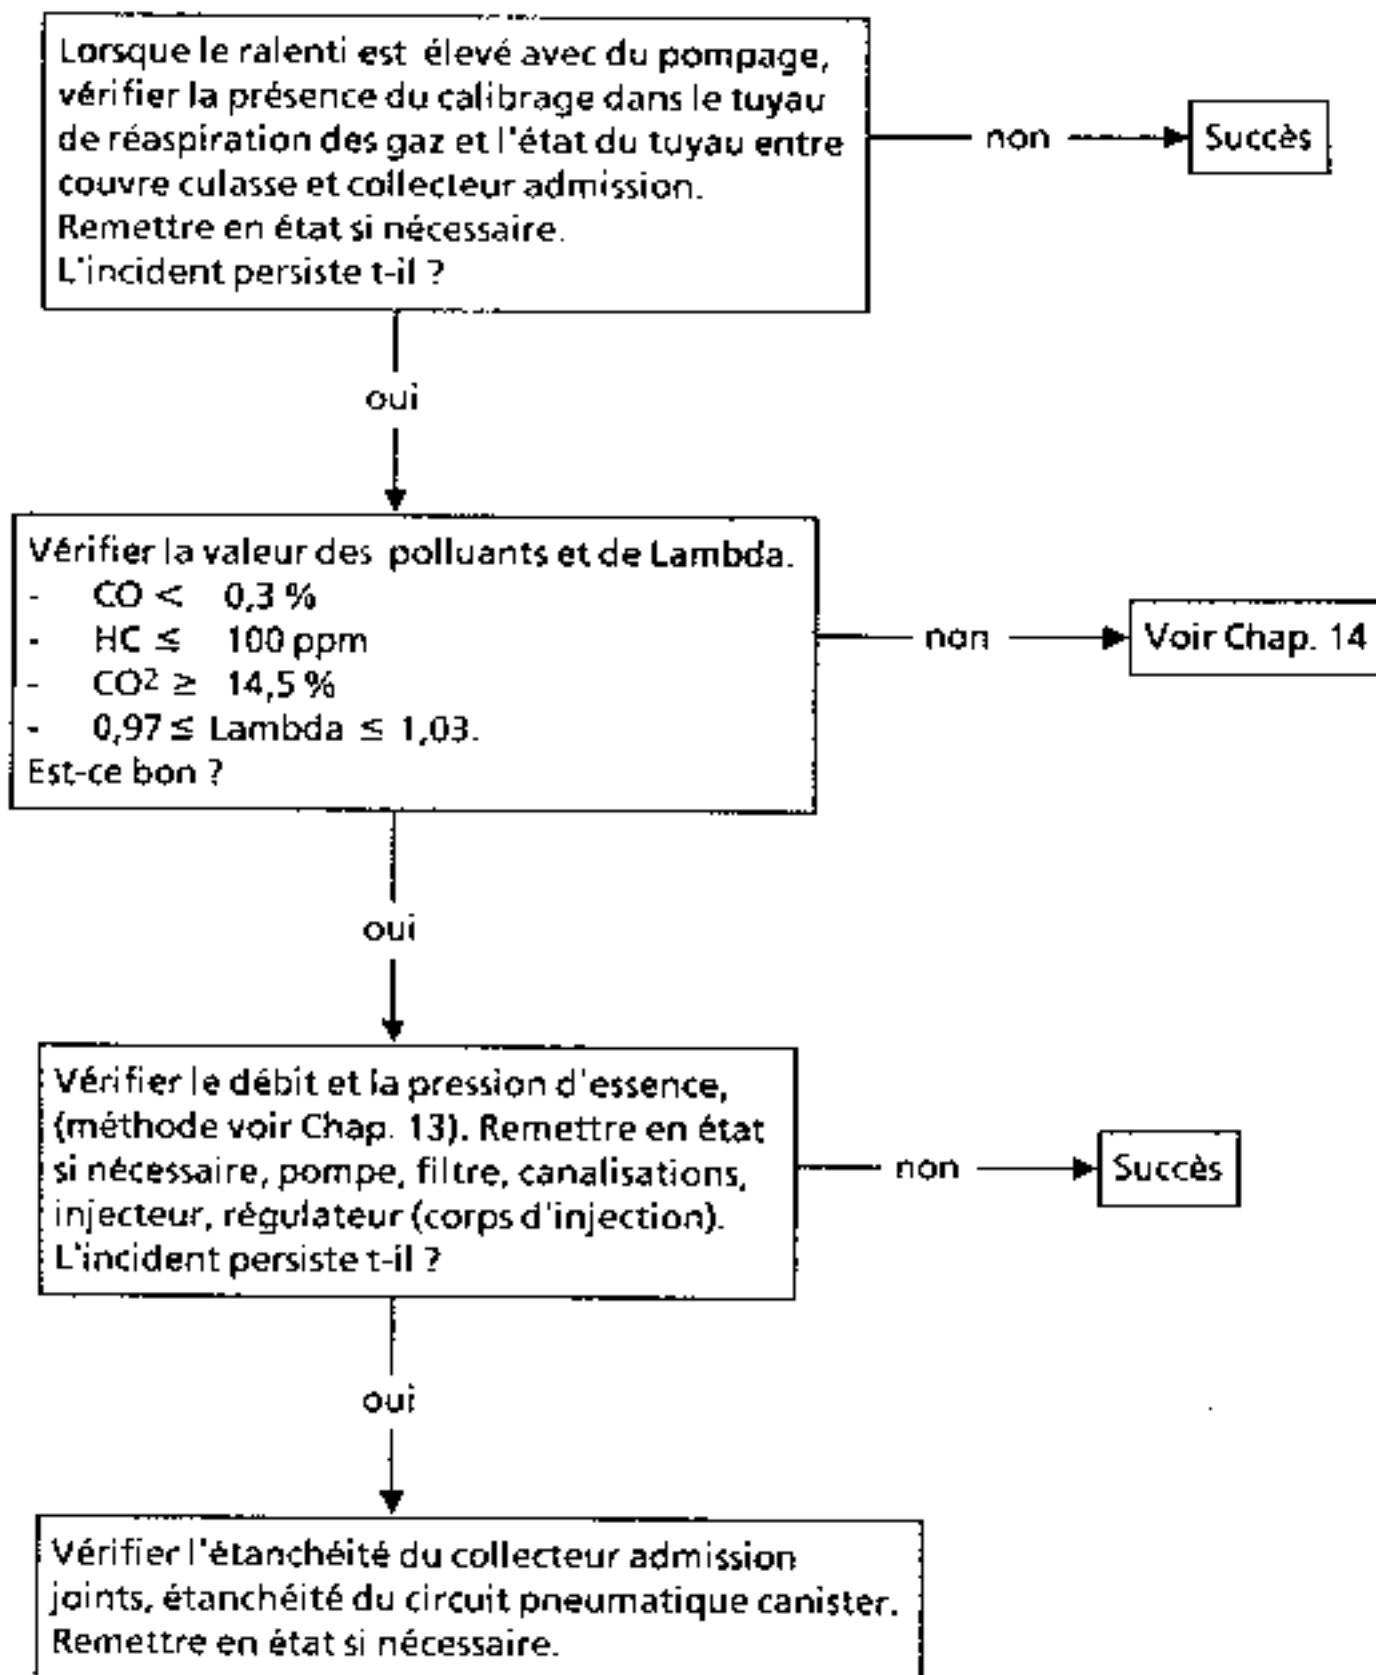 Lorsque le ralenti est élevé avec du pompage,
vérifier la présence du calibrage dans le tuyau
de réaspiration des gaz et l'état du tuyau entre
couvre culasse et collecteur admission.
Remettre en état si nécessaire.
L'incident persiste t-il ?
non
Succès
oui
Vérifier la valeur des polluants et de Lambda.
- CO < 0,3 %
- HC ≤ 100 ppm
- CO² ≥ 14,5 %
- 0,97 ≤ Lambda ≤ 1,03.
Est-ce bon ?
non
Voir Chap. 14
oui
Vérifier le débit et la pression d'essence,
(méthode voir Chap. 13). Remettre en état
si nécessaire, pompe, filtre, canalisations,
injecteur, régulateur (corps d'injection).
L'incident persiste t-il ?
non
Succès
oui
Vérifier l'étanchéité du collecteur admission
joints, étanchéité du circuit pneumatique canister.
Remettre en état si nécessaire.